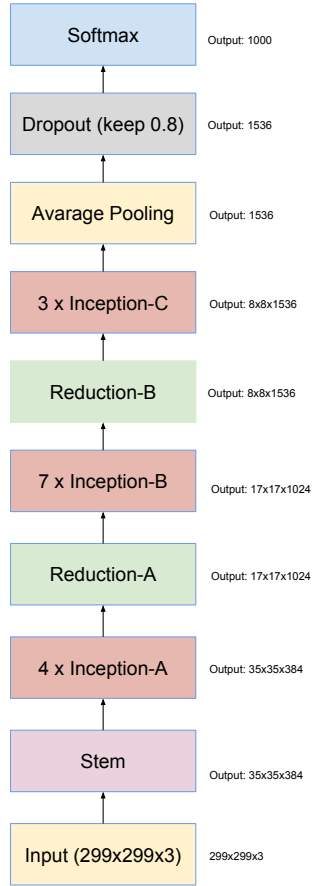 Softmax
Output: 1000
Dropout (keep 0.8)
Output: 1536
Avarage Pooling
Output: 1536
3 x Inception-C
Output: 8x8x1536
Reduction-B
Output: 8x8x1536
7 x Inception-B
Output: 17x17x1024
Reduction-A
Output: 17x17x1024
4 x Inception-A
Output: 35x35x384
Stem
Output: 35x35x384
Input (299x299x3)
299x299x3